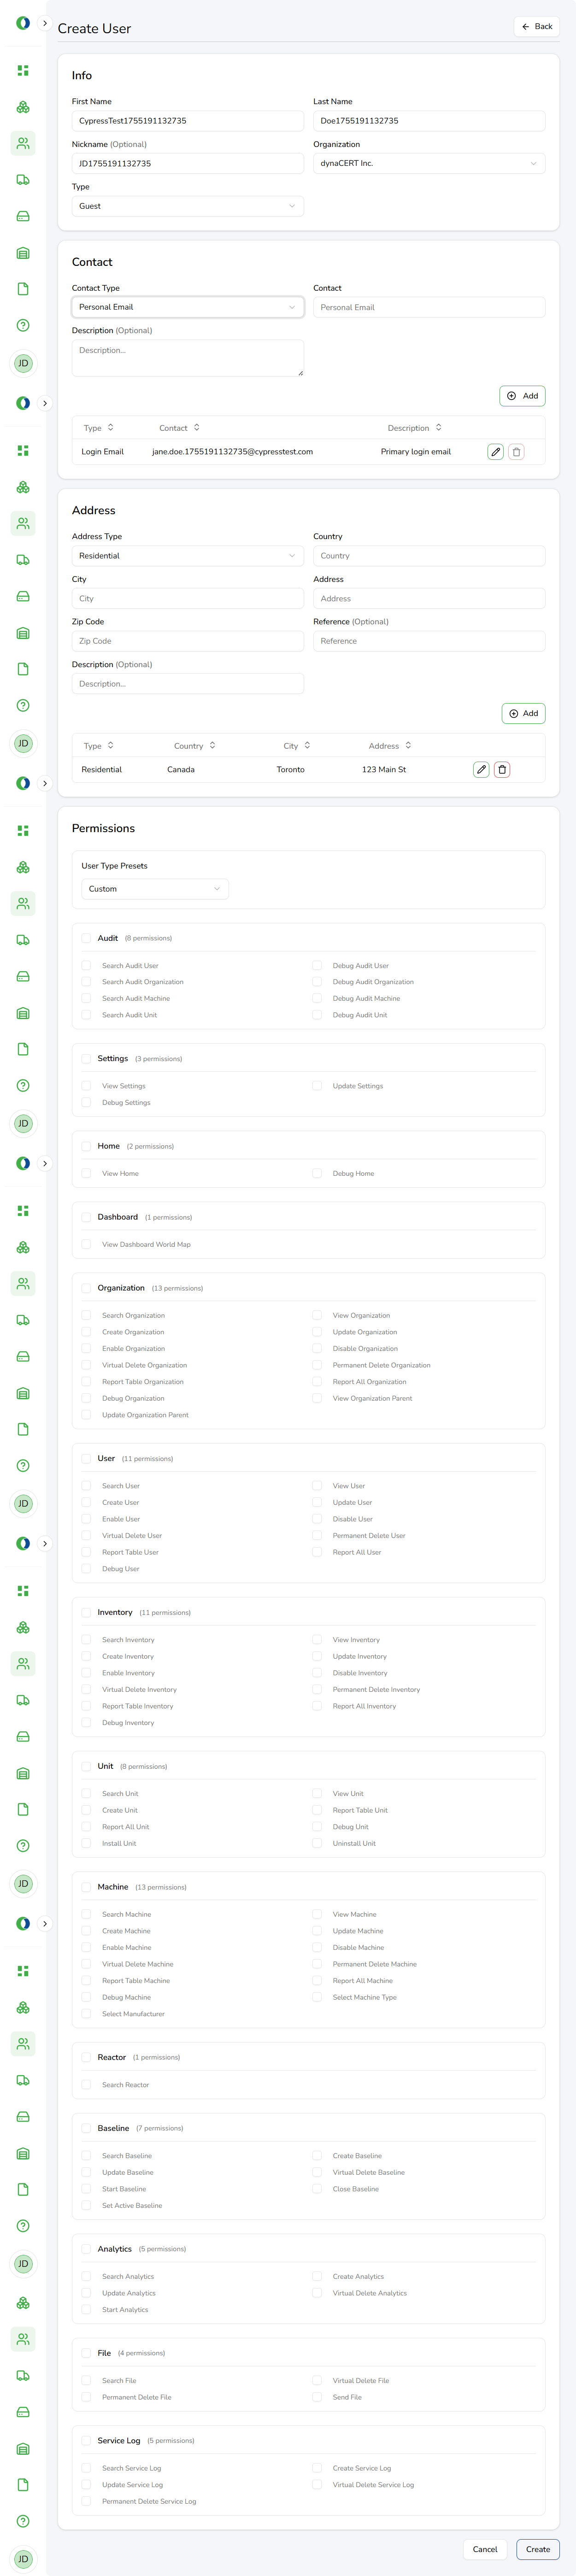 Create User
Back
Info
First Name
Last Name
CypressTest1755191132735
Doe1755191132735
Nickname (Optional)
Organization
JD1755191132735
dynaCERT Inc.
Type
Guest
Contact
Contact Type
Contact
Personal Email
Personal Email
Description (Optional)
Description...
Add
Type Contact Description
Login Email jane.doe.1755191132735@cypresstest.com Primary login email
Address
Address Type
Country
Residential
Country
City
Address
City
Address
Zip Code
Reference (Optional)
Zip Code
Reference
Description (Optional)
Description...
Add
Type Country City Address
Residential Canada Toronto 123 Main St
Permissions
User Type Presets
Custom
Audit (8 permissions)
Search Audit User
Debug Audit User
Search Audit Organization
Debug Audit Organization
Search Audit Machine
Debug Audit Machine
Search Audit Unit
Debug Audit Unit
Settings (3 permissions)
View Settings
Update Settings
Debug Settings
Home (2 permissions)
View Home
Debug Home
Dashboard (1 permissions)
View Dashboard World Map
Organization (13 permissions)
Search Organization
View Organization
Create Organization
Update Organization
Enable Organization
Disable Organization
Virtual Delete Organization
Permanent Delete Organization
Report Table Organization
Report All Organization
Debug Organization
View Organization Parent
Update Organization Parent
User (11 permissions)
Search User
View User
Create User
Update User
Enable User
Disable User
Virtual Delete User
Permanent Delete User
Report Table User
Report All User
Debug User
Inventory (11 permissions)
Search Inventory
View Inventory
Create Inventory
Update Inventory
Enable Inventory
Disable Inventory
Virtual Delete Inventory
Permanent Delete Inventory
Report Table Inventory
Report All Inventory
Debug Inventory
Unit (8 permissions)
Search Unit
View Unit
Create Unit
Report Table Unit
Report All Unit
Debug Unit
Install Unit
Uninstall Unit
Machine (13 permissions)
Search Machine
View Machine
Create Machine
Update Machine
Enable Machine
Disable Machine
Virtual Delete Machine
Permanent Delete Machine
Report Table Machine
Report All Machine
Debug Machine
Select Machine Type
Select Manufacturer
Reactor (1 permissions)
Search Reactor
Baseline (7 permissions)
Search Baseline
Create Baseline
Update Baseline
Virtual Delete Baseline
Start Baseline
Close Baseline
Set Active Baseline
Analytics (5 permissions)
Search Analytics
Create Analytics
Update Analytics
Virtual Delete Analytics
Start Analytics
File (4 permissions)
Search File
Virtual Delete File
Permanent Delete File
Send File
Service Log (5 permissions)
Search Service Log
Create Service Log
Update Service Log
Virtual Delete Service Log
Permanent Delete Service Log
Cancel
Create
JD
JD
JD
JD
JD
JD
JD